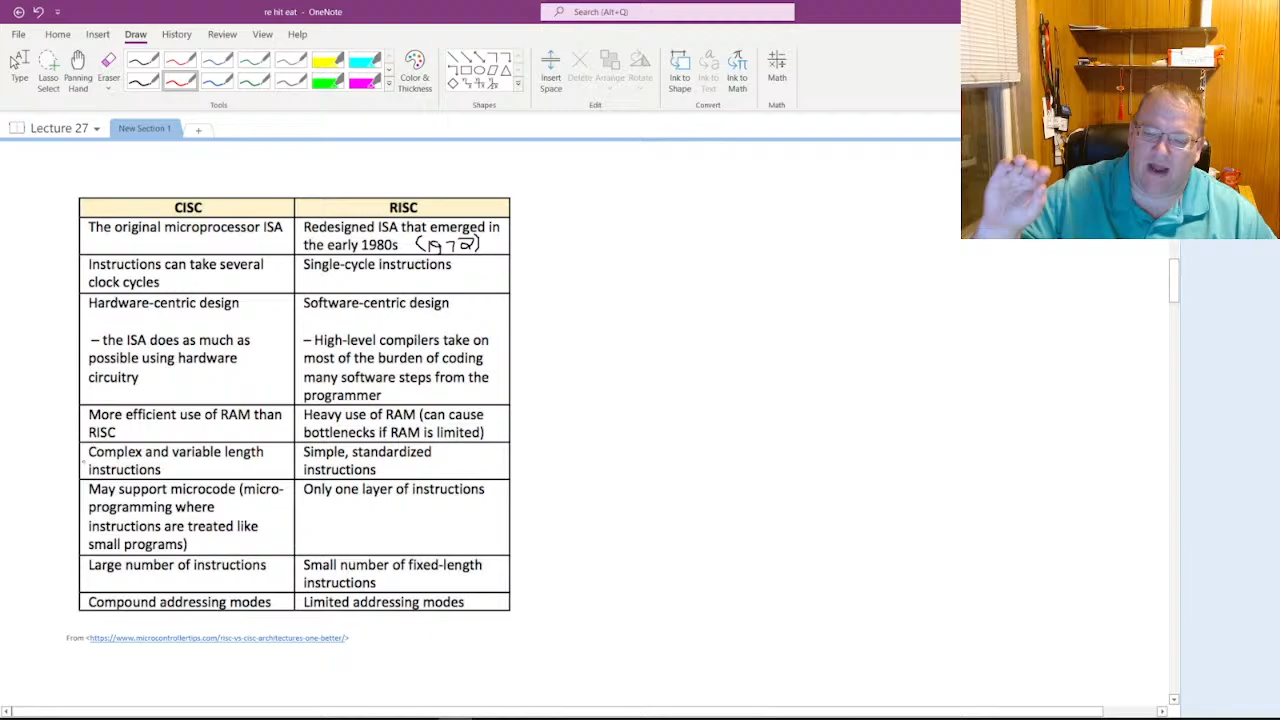 re hit eat - OneNote
Search (Alt+Q)
File Home Insert Draw History Review View Help
Type
Lasso Select
Panning Hand
Eraser
Color & Thickness
Insert Space
Delete
Arrange
Rotate
Ink to Shape
Ink to Text
Ink to Math
Math
Tools Shapes Edit Convert Math
Lecture 27 New Section 1
CISC RISC
The original microprocessor ISA
Redesigned ISA that emerged in
the early 1980s (1972)
Instructions can take several
clock cycles
Single-cycle instructions
Hardware-centric design
– the ISA does as much as
possible using hardware
circuitry
Software-centric design
– High-level compilers take on
most of the burden of coding
many software steps from the
programmer
More efficient use of RAM than
RISC
Heavy use of RAM (can cause
bottlenecks if RAM is limited)
Complex and variable length
instructions
Simple, standardized
instructions
May support microcode (micro-
programming where
instructions are treated like
small programs)
Only one layer of instructions
Large number of instructions
Small number of fixed-length
instructions
Compound addressing modes
Limited addressing modes
From <https://www.microcontrollertips.com/risc-vs-cisc-architectures-one-better/>